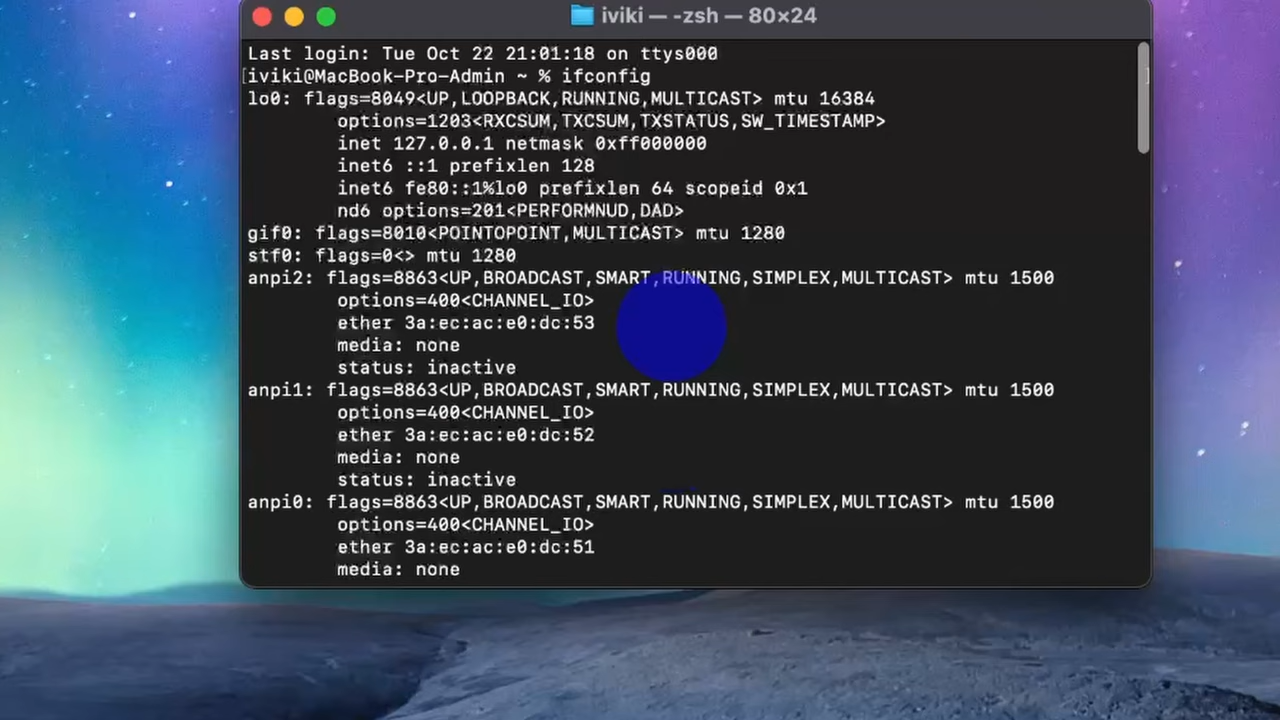 iviki — -zsh — 80×24
Last login: Tue Oct 22 21:01:18 on ttys000
[iviki@MacBook-Pro-Admin ~ % ifconfig ]
lo0: flags=8049<UP,LOOPBACK,RUNNING,MULTICAST> mtu 16384
options=1203<RXCSUM,TXCSUM,TXSTATUS,SW_TIMESTAMP>
inet 127.0.0.1 netmask 0xff000000
inet6 ::1 prefixlen 128
inet6 fe80::1%lo0 prefixlen 64 scopeid 0x1
nd6 options=201<PERFORMNUD,DAD>
gif0: flags=8010<POINTOPOINT,MULTICAST> mtu 1280
stf0: flags=0<> mtu 1280
anpi2: flags=8863<UP,BROADCAST,SMART,RUNNING,SIMPLEX,MULTICAST> mtu 1500
options=400<CHANNEL_IO>
ether 3a:ec:ac:e0:dc:53
media: none
status: inactive
anpi1: flags=8863<UP,BROADCAST,SMART,RUNNING,SIMPLEX,MULTICAST> mtu 1500
options=400<CHANNEL_IO>
ether 3a:ec:ac:e0:dc:52
media: none
status: inactive
anpi0: flags=8863<UP,BROADCAST,SMART,RUNNING,SIMPLEX,MULTICAST> mtu 1500
options=400<CHANNEL_IO>
ether 3a:ec:ac:e0:dc:51
media: none